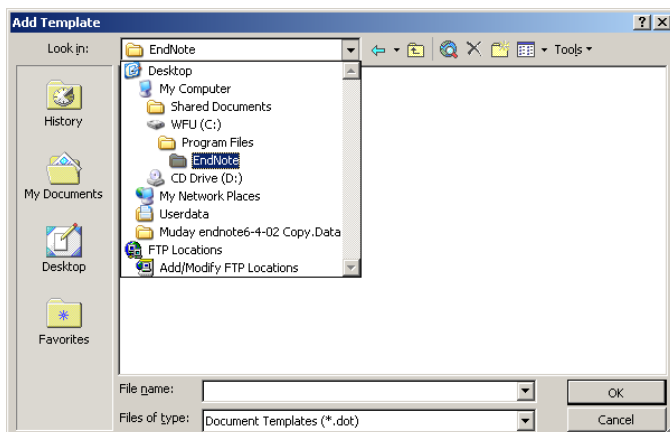 Add Template
Look in:
EndNote
Tools
Desktop
My Computer
Shared Documents
WFU (C:)
Program Files
EndNote
CD Drive (D:)
My Network Places
Userdata
Muday endnote6-4-02 Copy.Data
FTP Locations
Add/Modify FTP Locations
History
My Documents
Desktop
Favorites
File name:
OK
Files of type:
Document Templates (*.dot)
Cancel